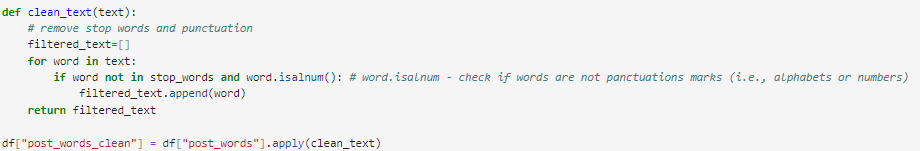 def clean_text(text):
    # remove stop words and punctuation
    filtered_text=[]
    for word in text:
        if word not in stop_words and word.isalnum(): # word.isalnum - check if words are not panctuations marks (i.e., alphabets or numbers)
            filtered_text.append(word)
    return filtered_text

df["post_words_clean"] = df["post_words"].apply(clean_text)